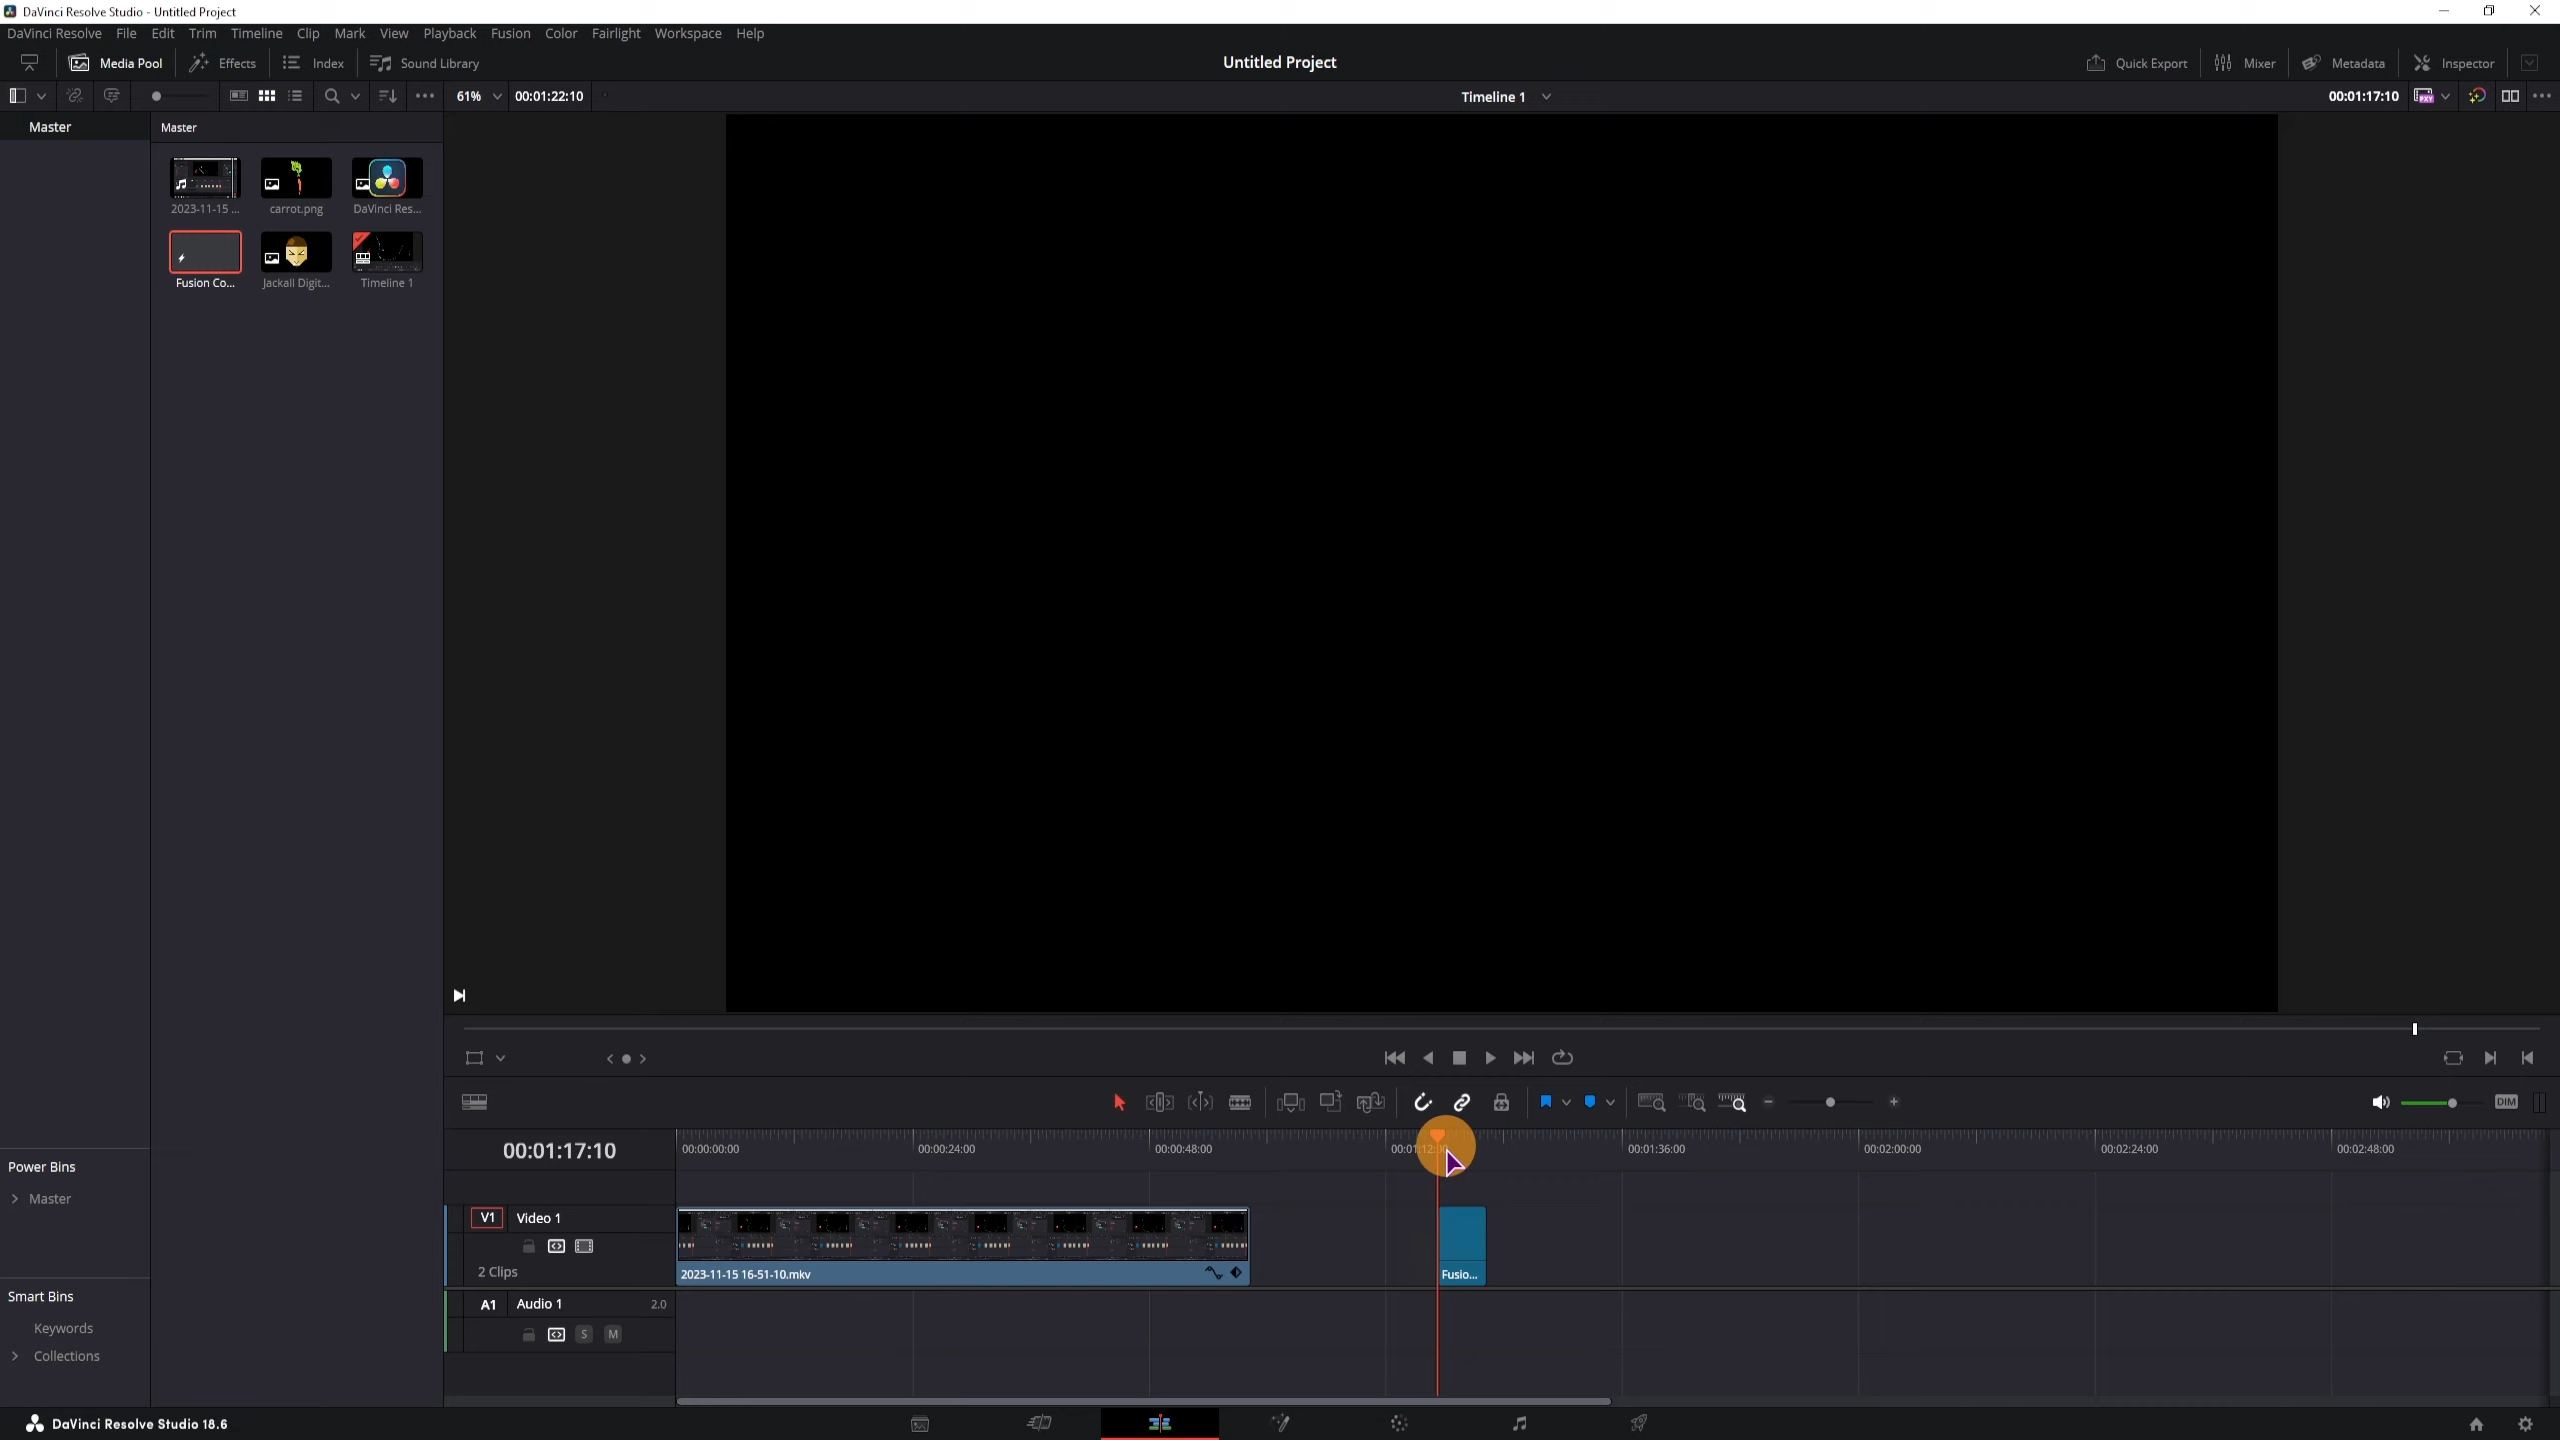 DaVinci Resolve Studio - Untitled Project
DaVinci Resolve File Edit Trim Timeline Clip Mark View Playback Fusion Color Fairlight Workspace Help
Media Pool Effects Index Sound Library Untitled Project Quick Export Mixer Metadata Inspector
61% 00:01:22:10 Timeline 1 00:01:17:10 PXY
Master Master
2023-11-15 ... carrot.png DaVinci Res...
Fusion Co... Jackall Digit... Timeline 1
DIM
00:01:17:10 00:00:00:00 00:00:24:00 00:00:48:00 00:01:12:00 00:01:36:00 00:02:00:00 00:02:24:00 00:02:48:00
Power Bins
Master
V1 Video 1
2 Clips
2023-11-15 16-51-10.mkv Fusio...
Smart Bins
A1 Audio 1 2.0
Keywords
S M
Collections
DaVinci Resolve Studio 18.6